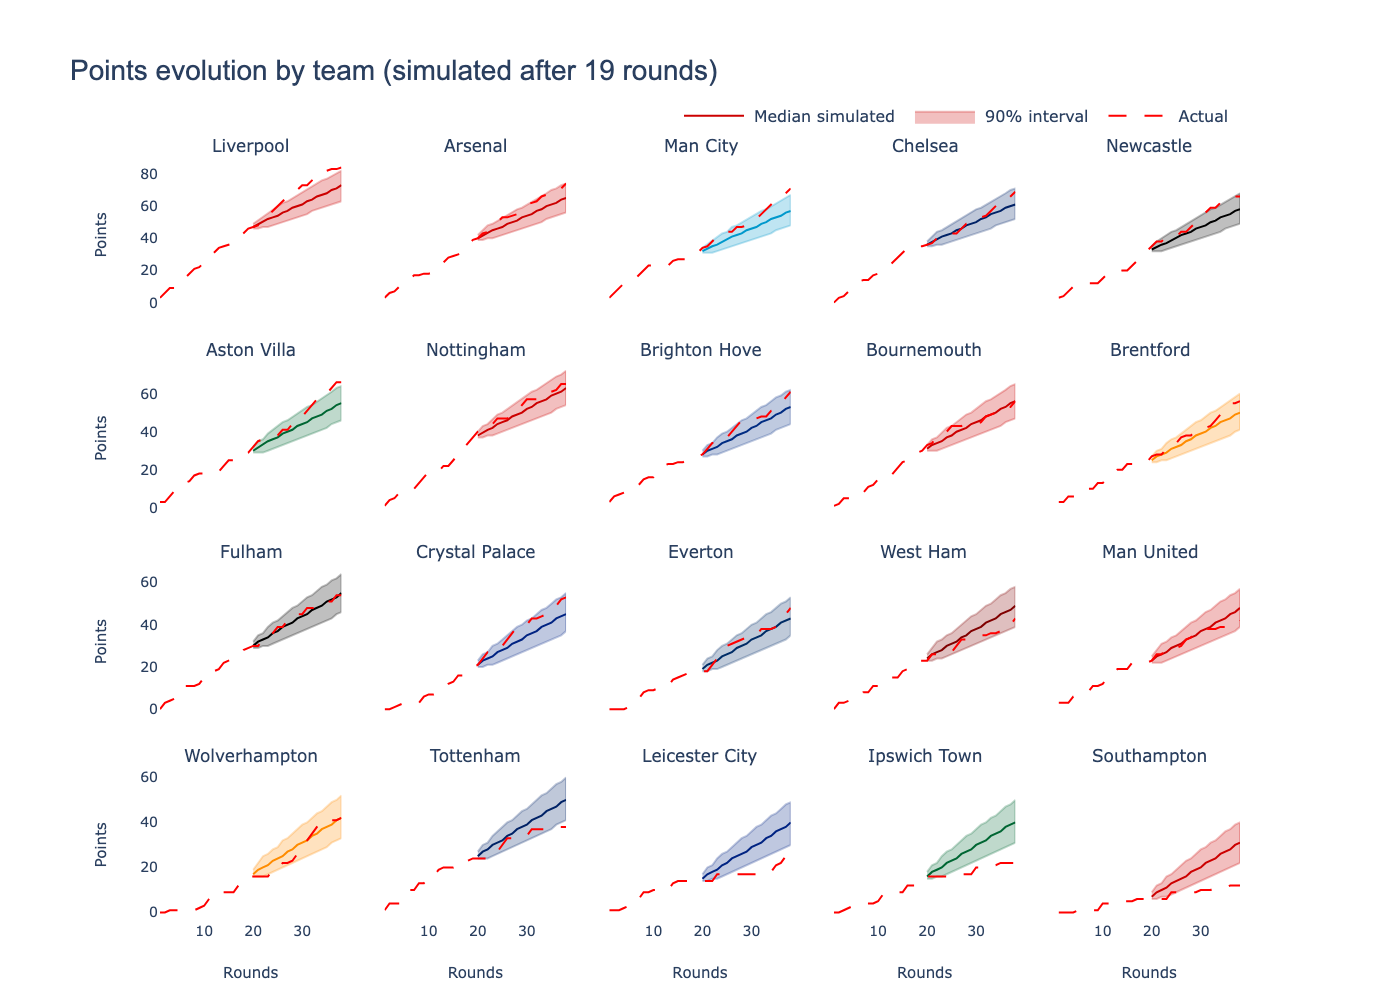 Points evolution by team (simulated after 19 rounds)
Median simulated 90% interval Actual
Liverpool Arsenal Man City Chelsea Newcastle
80
60
40
20
0
Points
Aston Villa Nottingham Brighton Hove Bournemouth Brentford
60
40
20
0
Points
Fulham Crystal Palace Everton West Ham Man United
60
40
20
0
Points
Wolverhampton Tottenham Leicester City Ipswich Town Southampton
60
40
20
0
Points
10 20 30 10 20 30 10 20 30 10 20 30 10 20 30
Rounds Rounds Rounds Rounds Rounds